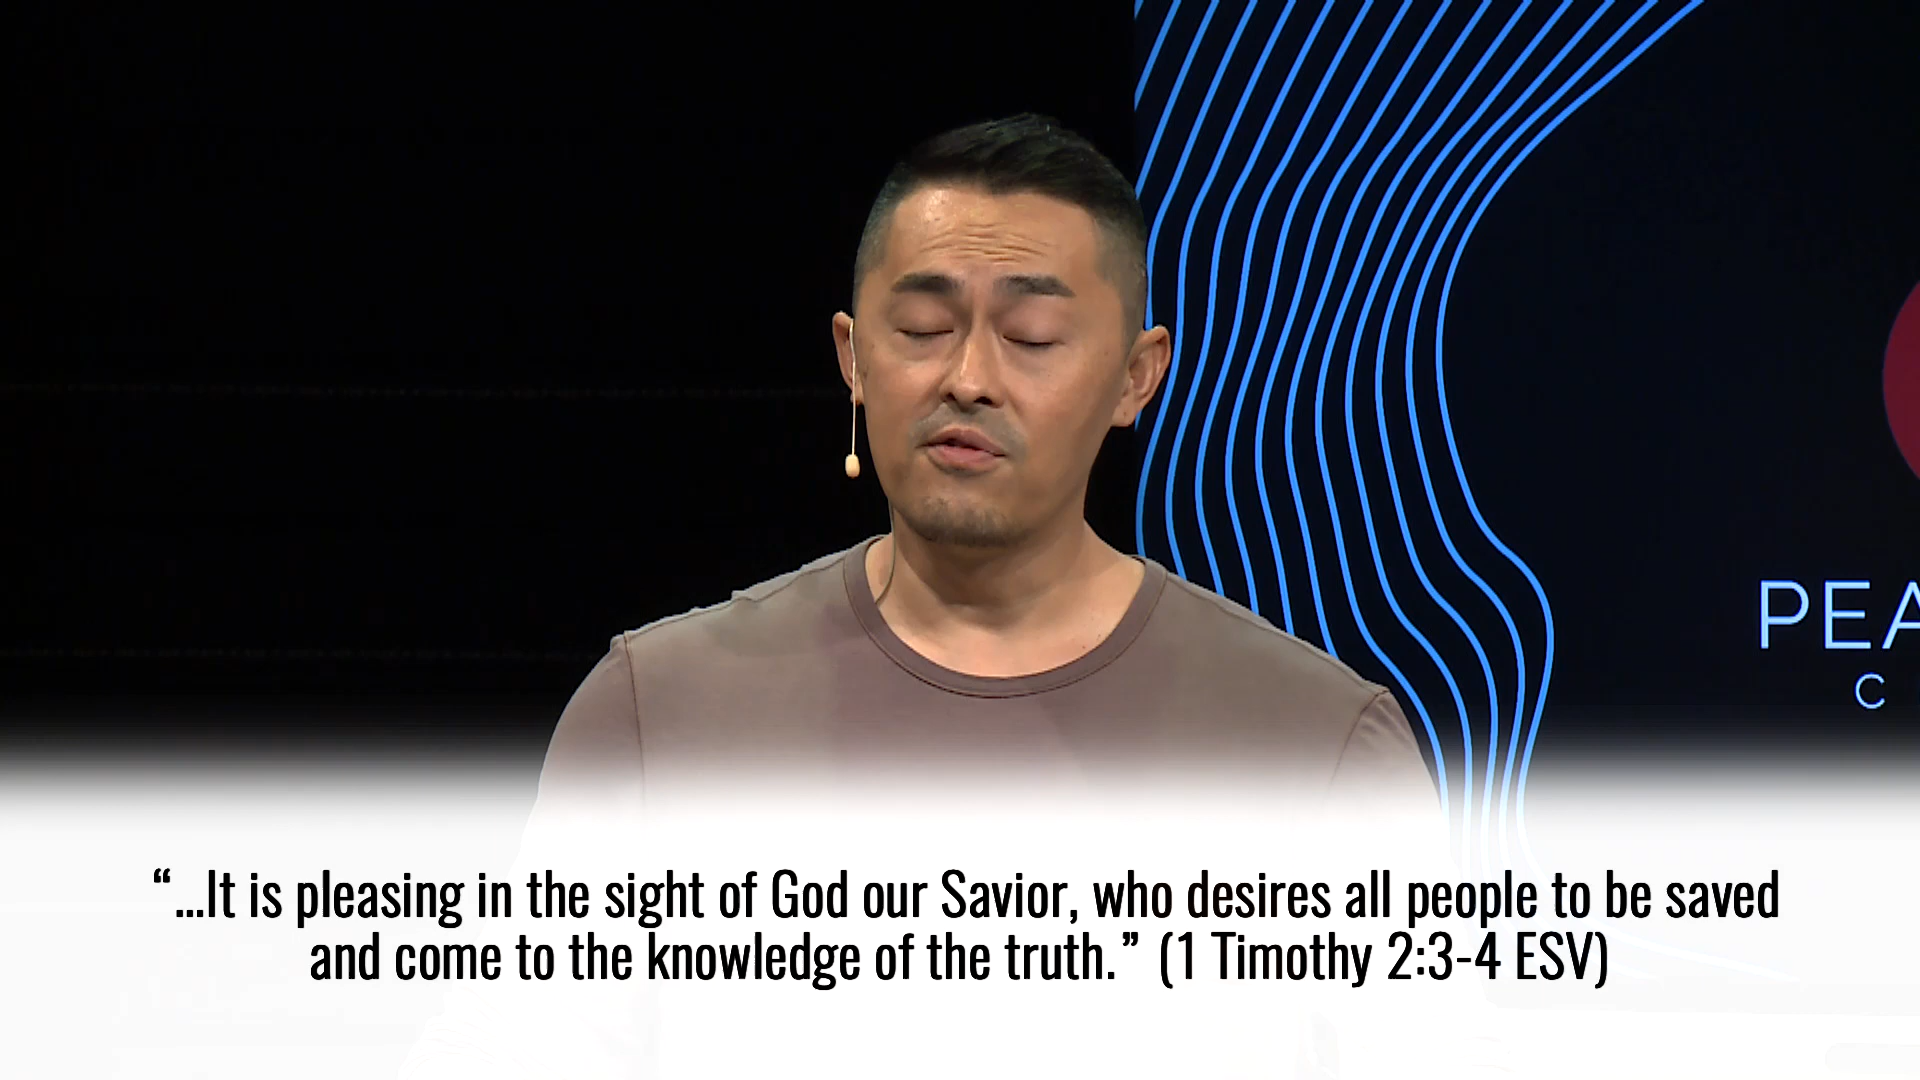 PEA
C
“...It is pleasing in the sight of God our Savior, who desires all people to be saved
and come to the knowledge of the truth.” (1 Timothy 2:3-4 ESV)